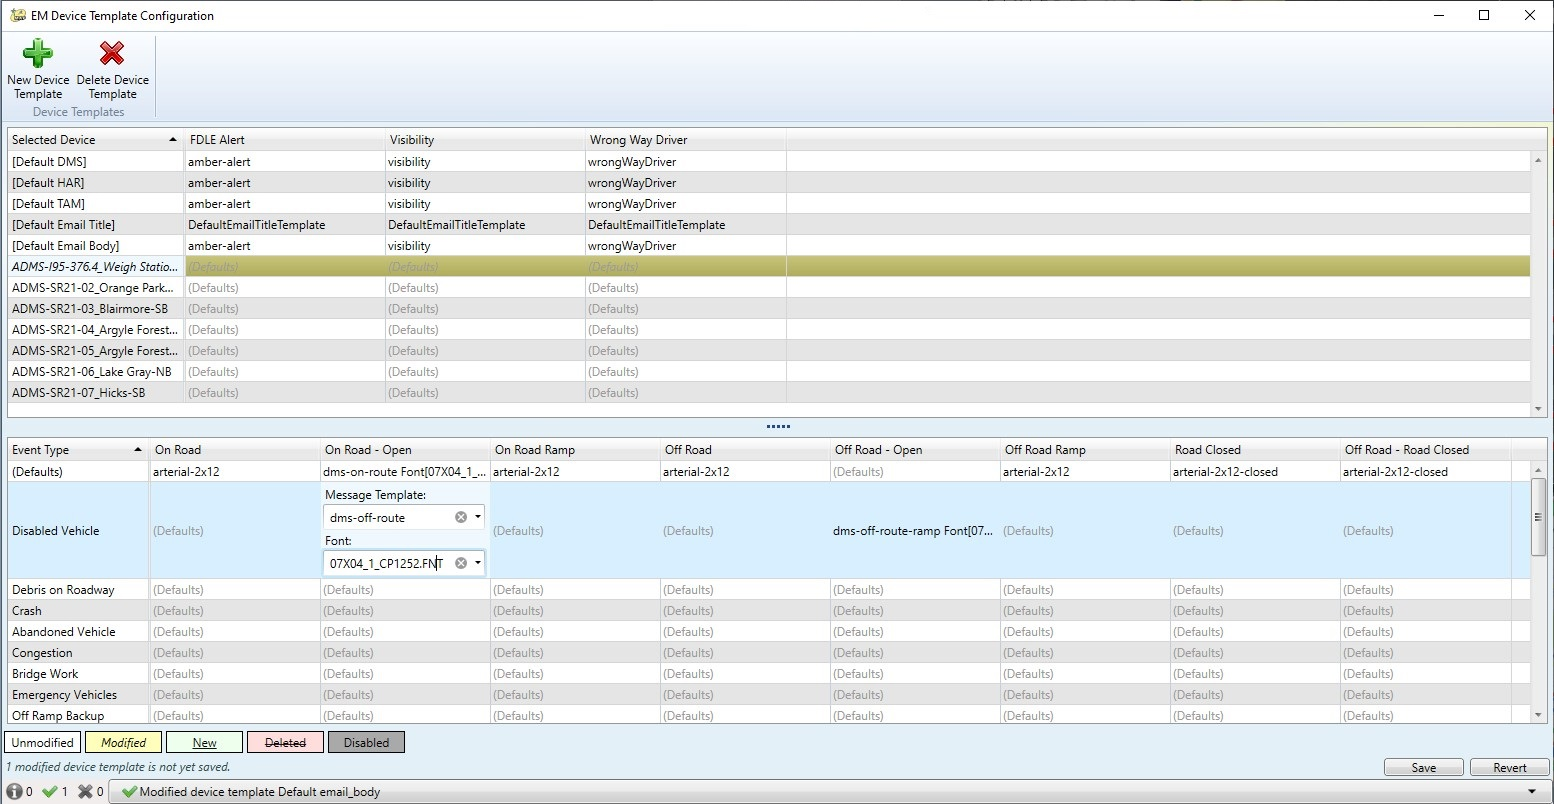 EM Device Template Configuration
New Device Template
Delete Device Template
Device Templates
Selected Device FDLE Alert Visibility Wrong Way Driver
[Default DMS] amber-alert visibility wrongWayDriver
[Default HAR] amber-alert visibility wrongWayDriver
[Default TAM] amber-alert visibility wrongWayDriver
[Default Email Title] DefaultEmailTitleTemplate DefaultEmailTitleTemplate DefaultEmailTitleTemplate
[Default Email Body] amber-alert visibility wrongWayDriver
ADMS-I95-376.4_Weigh Statio... (Defaults) (Defaults) (Defaults)
ADMS-SR21-02_Orange Park... (Defaults) (Defaults) (Defaults)
ADMS-SR21-03_Blairmore-SB (Defaults) (Defaults) (Defaults)
ADMS-SR21-04_Argyle Forest... (Defaults) (Defaults) (Defaults)
ADMS-SR21-05_Argyle Forest... (Defaults) (Defaults) (Defaults)
ADMS-SR21-06_Lake Gray-NB (Defaults) (Defaults) (Defaults)
ADMS-SR21-07_Hicks-SB (Defaults) (Defaults) (Defaults)
Event Type On Road On Road - Open On Road Ramp Off Road Off Road - Open Off Road Ramp Road Closed Off Road - Road Closed
(Defaults) arterial-2x12 dms-on-route Font[07X04_1_... arterial-2x12 arterial-2x12 (Defaults) arterial-2x12 arterial-2x12-closed arterial-2x12-closed
Message Template:
dms-off-route
Disabled Vehicle (Defaults) (Defaults) (Defaults) dms-off-route-ramp Font[07... (Defaults) (Defaults) (Defaults)
Font:
07X04_1_CP1252.FNT
Debris on Roadway (Defaults) (Defaults) (Defaults) (Defaults) (Defaults) (Defaults) (Defaults) (Defaults)
Crash (Defaults) (Defaults) (Defaults) (Defaults) (Defaults) (Defaults) (Defaults) (Defaults)
Abandoned Vehicle (Defaults) (Defaults) (Defaults) (Defaults) (Defaults) (Defaults) (Defaults) (Defaults)
Congestion (Defaults) (Defaults) (Defaults) (Defaults) (Defaults) (Defaults) (Defaults) (Defaults)
Bridge Work (Defaults) (Defaults) (Defaults) (Defaults) (Defaults) (Defaults) (Defaults) (Defaults)
Emergency Vehicles (Defaults) (Defaults) (Defaults) (Defaults) (Defaults) (Defaults) (Defaults) (Defaults)
Off Ramp Backup (Defaults) (Defaults) (Defaults) (Defaults) (Defaults) (Defaults) (Defaults) (Defaults)
Unmodified Modified New Deleted Disabled
1 modified device template is not yet saved.
Save Revert
0 1 0 Modified device template Default email_body